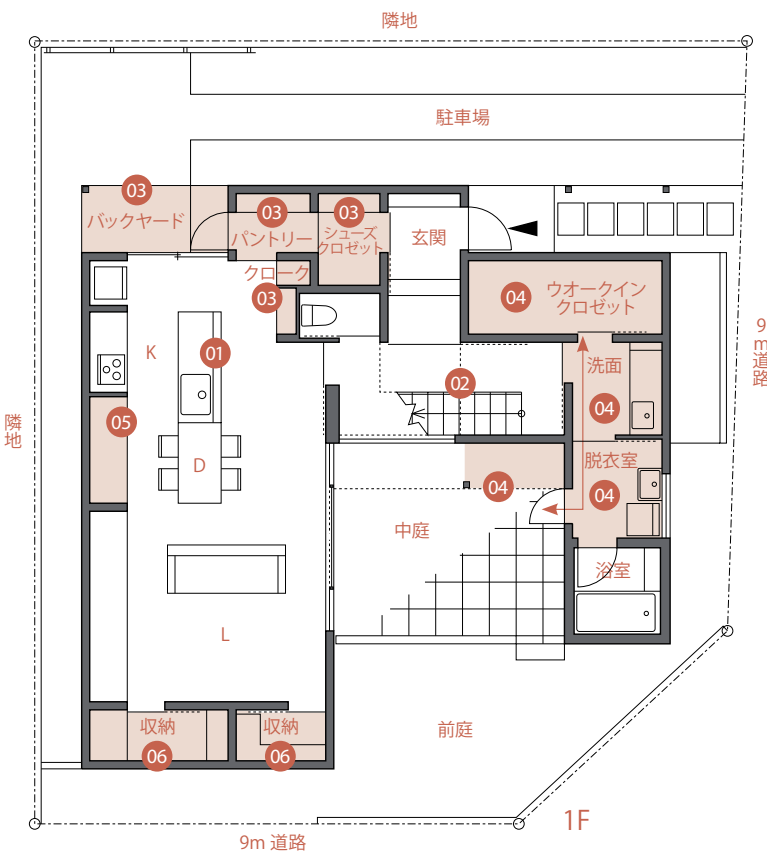 隣地
駐車場
03
バックヤード
03
パントリー
03
シューズ
クロゼット
玄関
クローク
03
04
ウオークイン
クロゼット
9m道路
K
01
02
洗面
04
隣地
05
D
脱衣室
04
04
中庭
浴室
L
収納
06
収納
06
前庭
1F
9m 道路